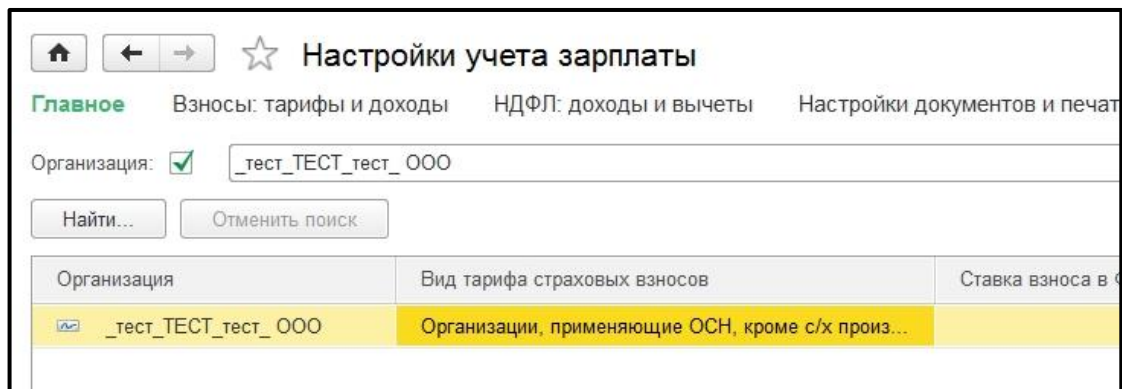 Настройки учета зарплаты
Главное Взносы: тарифы и доходы НДФЛ: доходы и вычеты Настройки документов и печат
Организация: _тест_ТЕСТ_тест_ ООО
Найти... Отменить поиск
Организация Вид тарифа страховых взносов Ставка взноса в
_тест_ТЕСТ_тест_ ООО Организации, применяющие ОСН, кроме с/х произ...